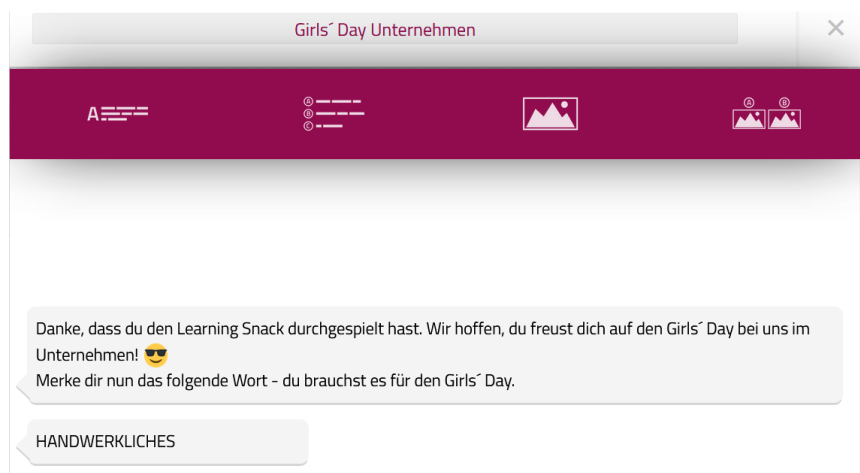 Girls´ Day Unternehmen
A
A
B
C
A B
Danke, dass du den Learning Snack durchgespielt hast. Wir hoffen, du freust dich auf den Girls´ Day bei uns im
Unternehmen! 😎
Merke dir nun das folgende Wort - du brauchst es für den Girls´ Day.
HANDWERKLICHES